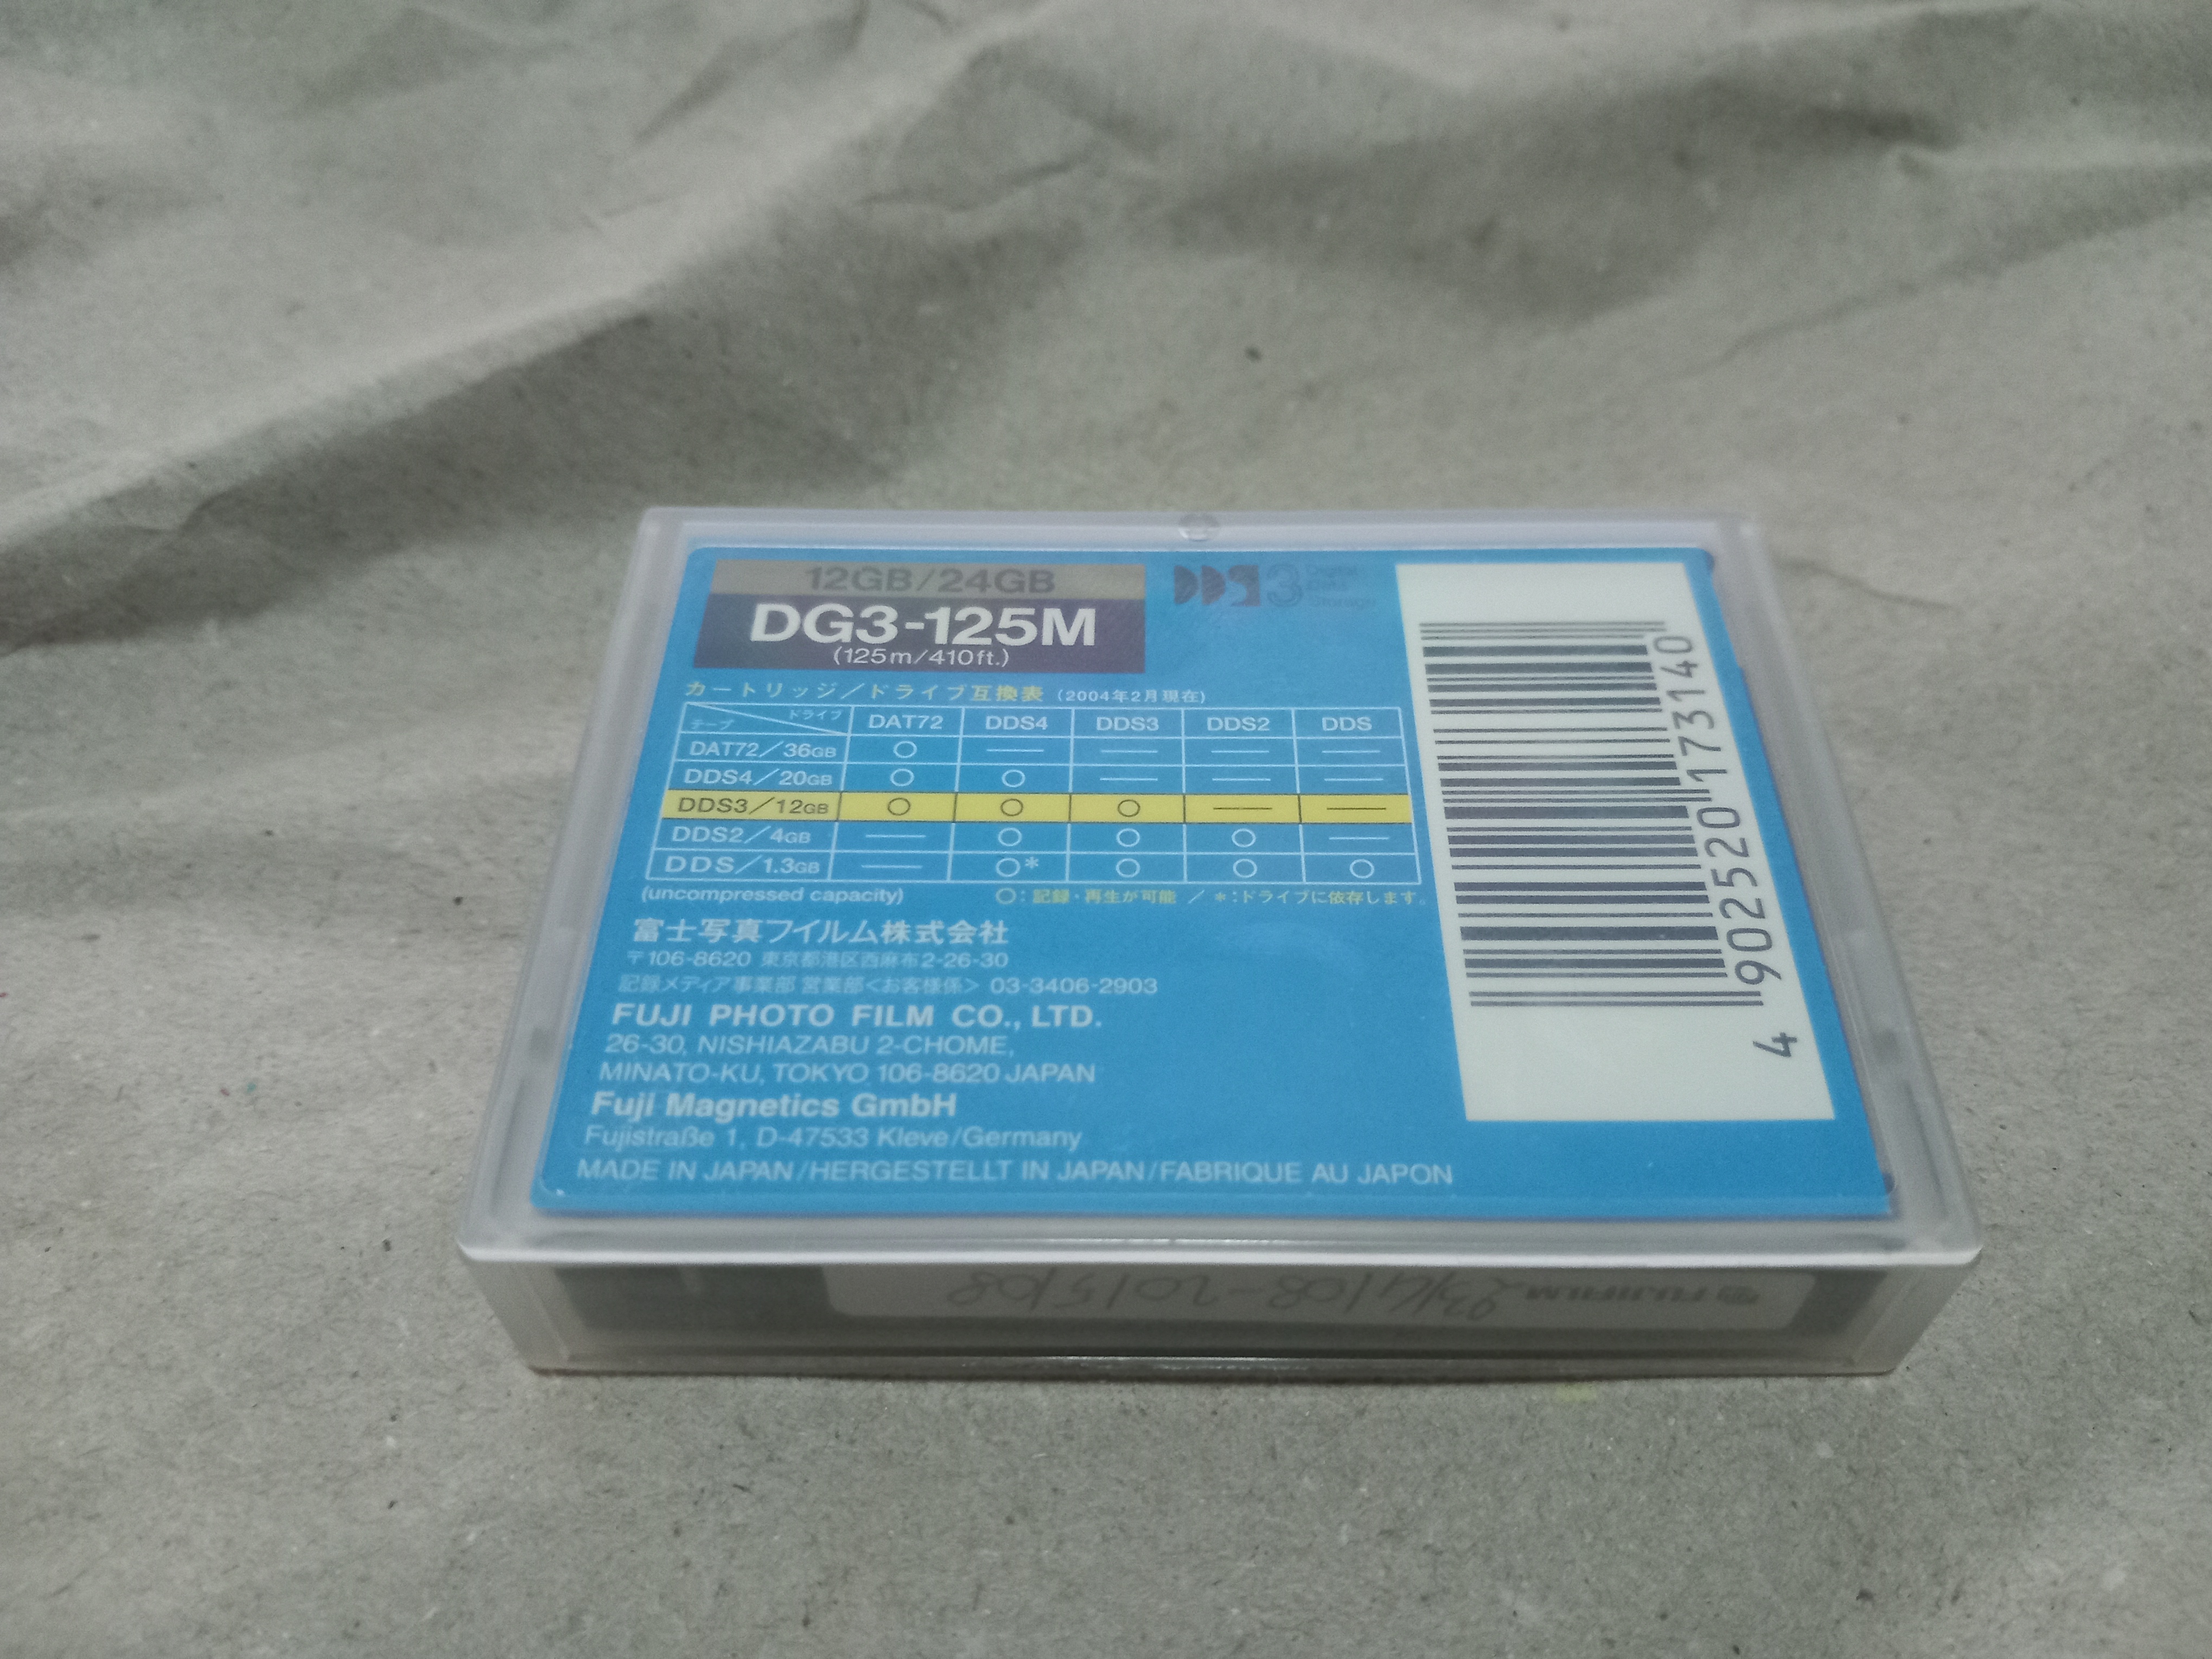 12GB/24GB
DG3-125M
(125m/410ft.)
DDS3
カートリッジ/ドライブ互換表 (2004年2月現在)
テープ ドライブ DAT72 DDS4 DDS3 DDS2 DDS
DAT72/36GB ○ — — — —
DDS4/20GB ○ ○ — — —
DDS3/12GB ○ ○ ○ — —
DDS2/4GB — ○ ○ ○ —
DDS/1.3GB — ○* ○ ○ ○
(uncompressed capacity) ○:記録・再生が可能 / *:ドライブに依存します。
富士写真フイルム株式会社
〒106-8620 東京都港区西麻布2-26-30
記録メディア事業部 営業部<お客様係> 03-3406-2903
FUJI PHOTO FILM CO., LTD.
26-30, NISHIAZABU 2-CHOME,
MINATO-KU, TOKYO 106-8620 JAPAN
Fuji Magnetics GmbH
Fujistraße 1, D-47533 Kleve/Germany
MADE IN JAPAN/HERGESTELLT IN JAPAN/FABRIQUE AU JAPON
4 902520 173140
FUJIFILM